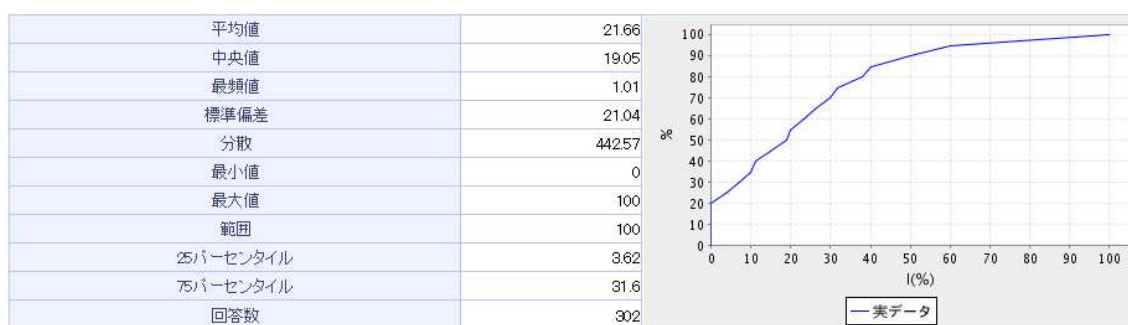 平均値 21.66
中央値 19.05
最頻値 1.01
標準偏差 21.04
分散 442.57
最小値 0
最大値 100
範囲 100
25パーセンタイル 3.62
75パーセンタイル 31.6
回答数 302
100
90
80
70
60
50
40
30
20
10
0
%
0 10 20 30 40 50 60 70 80 90 100
I(%)
実データ